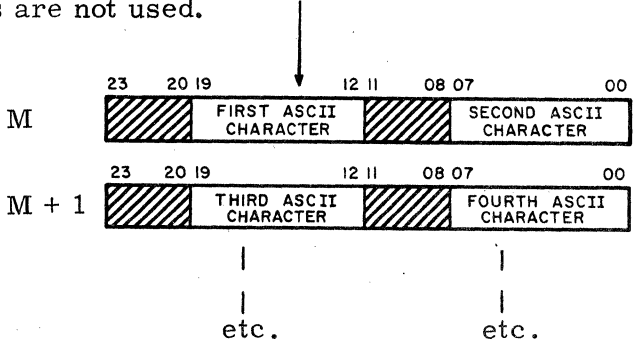 are not used.
23 20 19 12 11 08 07 00
M FIRST ASCII CHARACTER SECOND ASCII CHARACTER
23 20 19 12 11 08 07 00
M + 1 THIRD ASCII CHARACTER FOURTH ASCII CHARACTER
etc. etc.